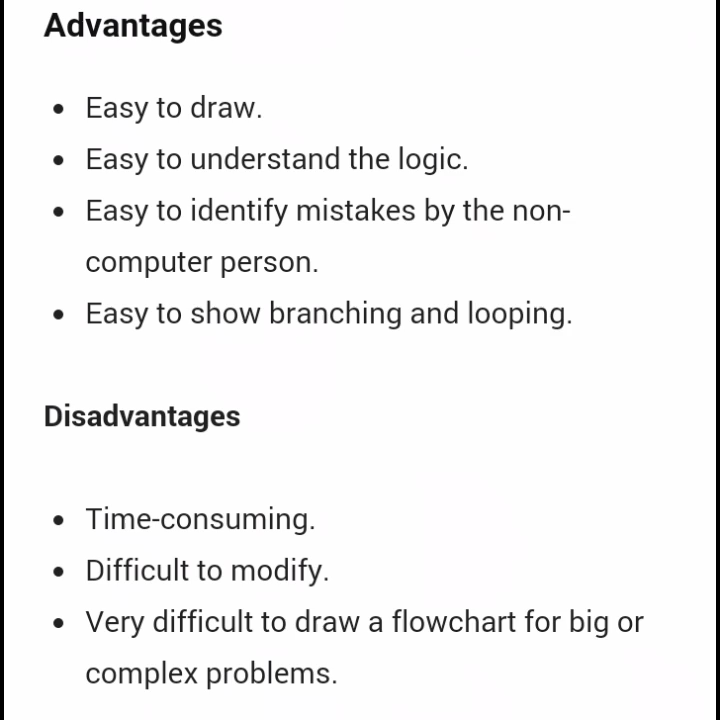 Advantages
• Easy to draw.
• Easy to understand the logic.
• Easy to identify mistakes by the non-
computer person.
• Easy to show branching and looping.
Disadvantages
• Time-consuming.
• Difficult to modify.
• Very difficult to draw a flowchart for big or
complex problems.